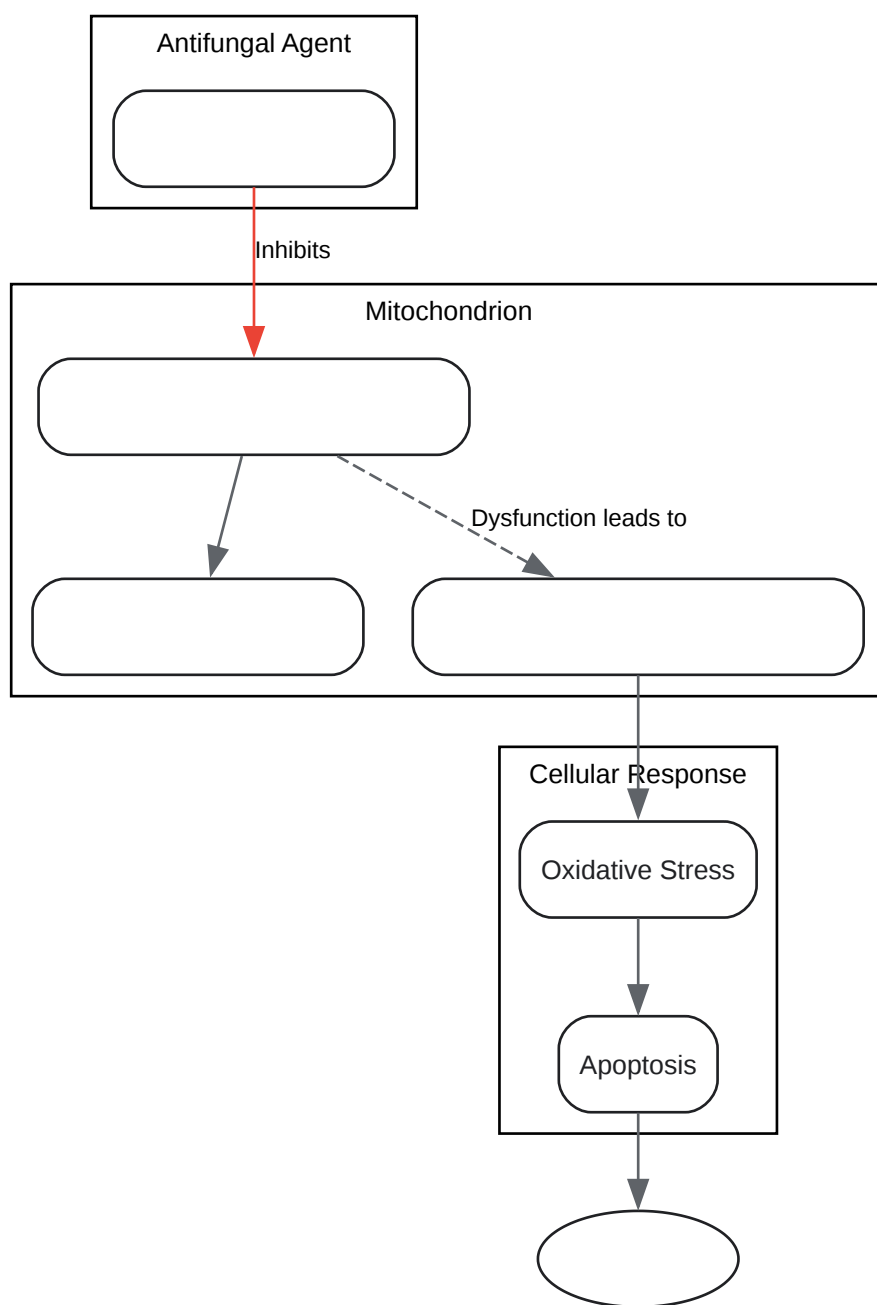 Antifungal Agent
Inhibits
Mitochondrion
Dysfunction leads to
Cellular Response
Oxidative Stress
Apoptosis